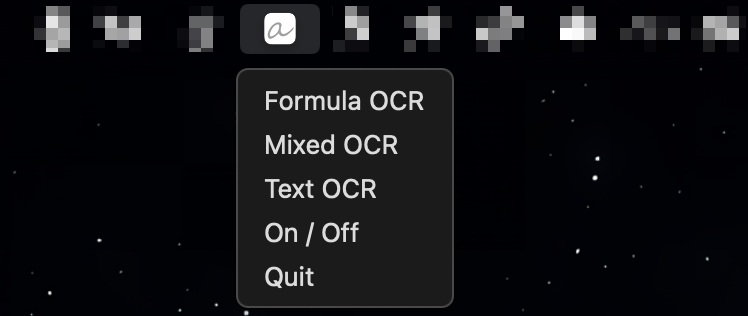 a
Formula OCR
Mixed OCR
Text OCR
On / Off
Quit